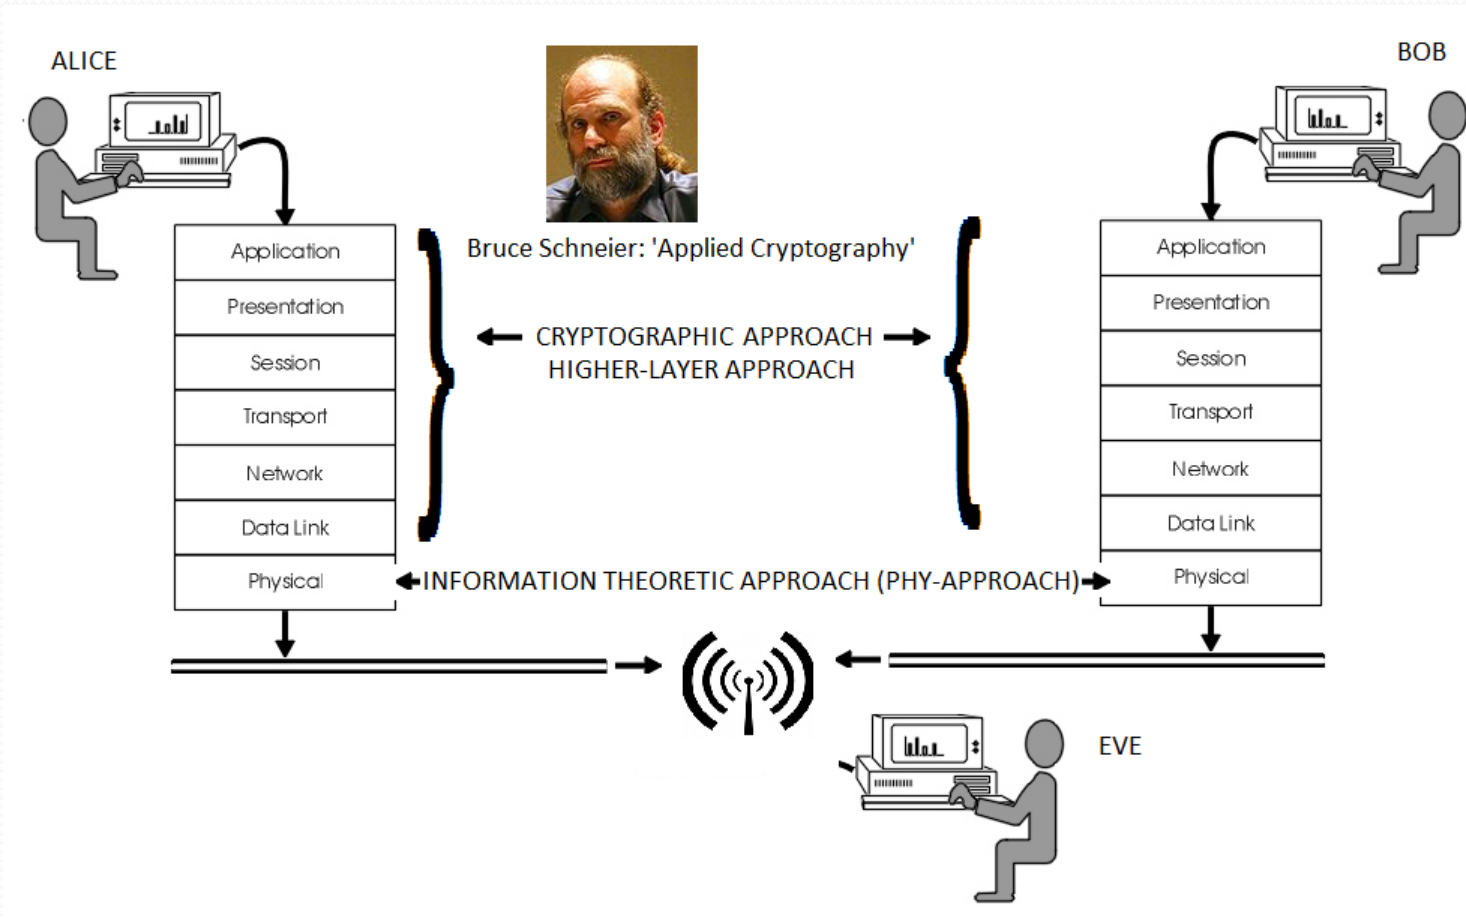 ALICE
BOB
Bruce Schneier: 'Applied Cryptography'
CRYPTOGRAPHIC APPROACH
HIGHER-LAYER APPROACH
Application
Presentation
Session
Transport
Network
Data Link
Physical
Application
Presentation
Session
Transport
Network
Data Link
Physical
INFORMATION THEORETIC APPROACH (PHY-APPROACH)
EVE